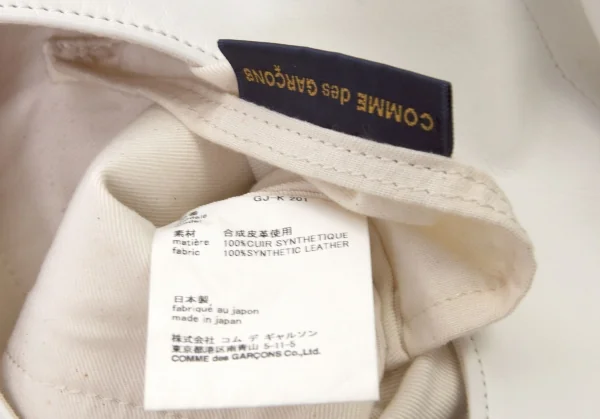 COMME des GARÇONS
GJ-K 201
素材 合成皮革使用
matière 100%CUIR SYNTHETIQUE
fabric 100%SYNTHETIC LEATHER
日本製
fabriqué au japon
made in japan
株式会社 コム デ ギャルソン
東京都港区南青山 5-11-5
COMME des GARÇONS Co.,Ltd.